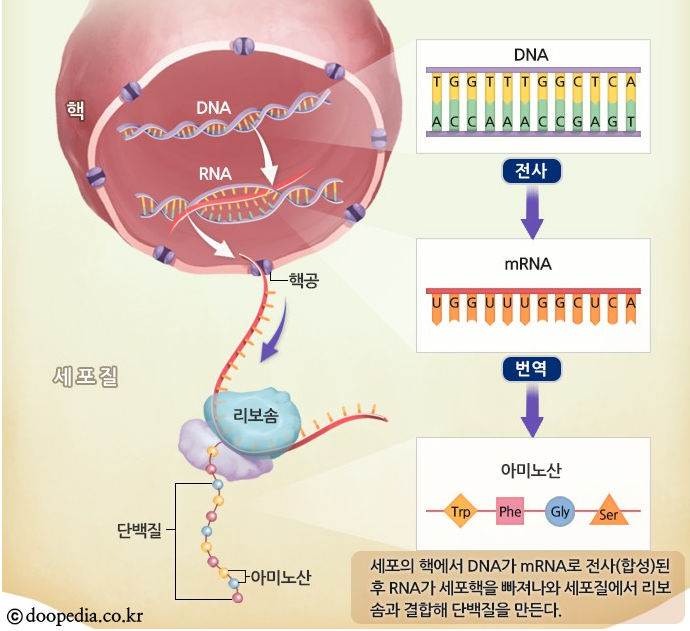 핵
DNA
RNA
핵공
세포질
리보솜
단백질
아미노산
DNA
T G G T T T G G C T C A
A C C A A A C C G A G T
전사
mRNA
U G G U U U G G C U C A
번역
아미노산
Trp Phe Gly Ser
세포의 핵에서 DNA가 mRNA로 전사(합성)된
후 RNA가 세포핵을 빠져나와 세포질에서 리보
솜과 결합해 단백질을 만든다.
ⓒ doopedia.co.kr